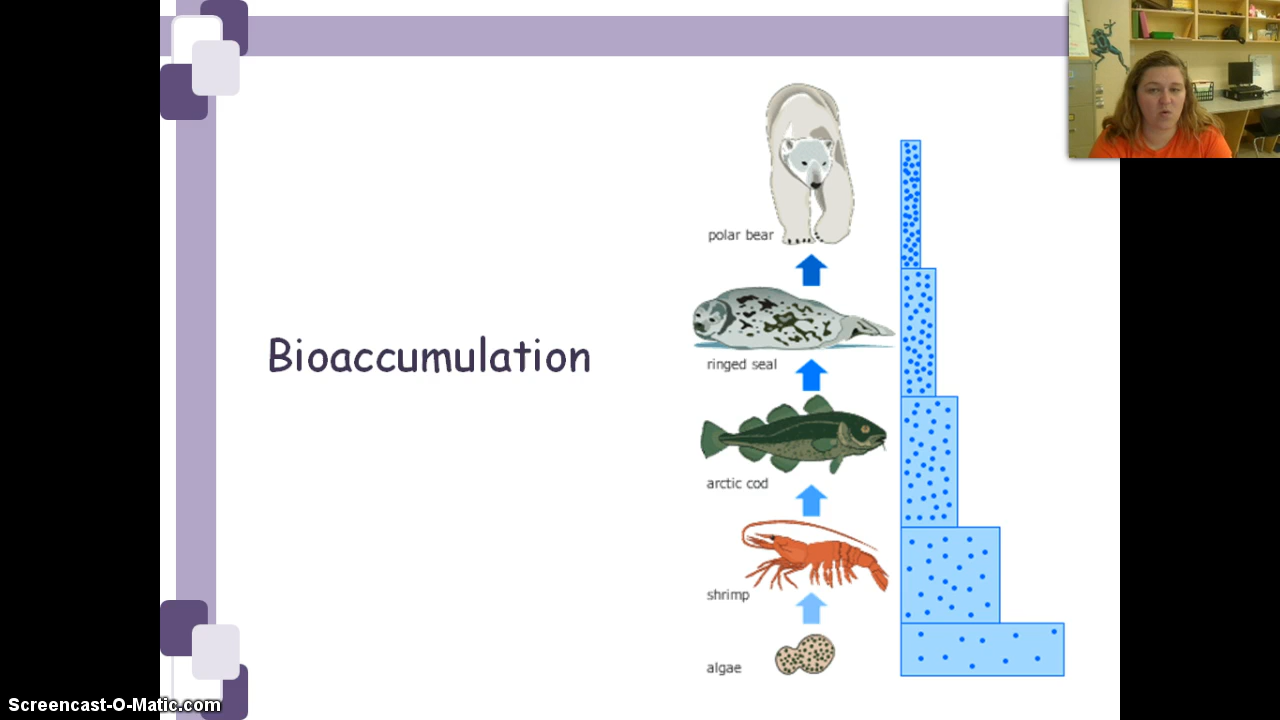 Bioaccumulation
polar bear
ringed seal
arctic cod
shrimp
algae
Screencast-O-Matic.com